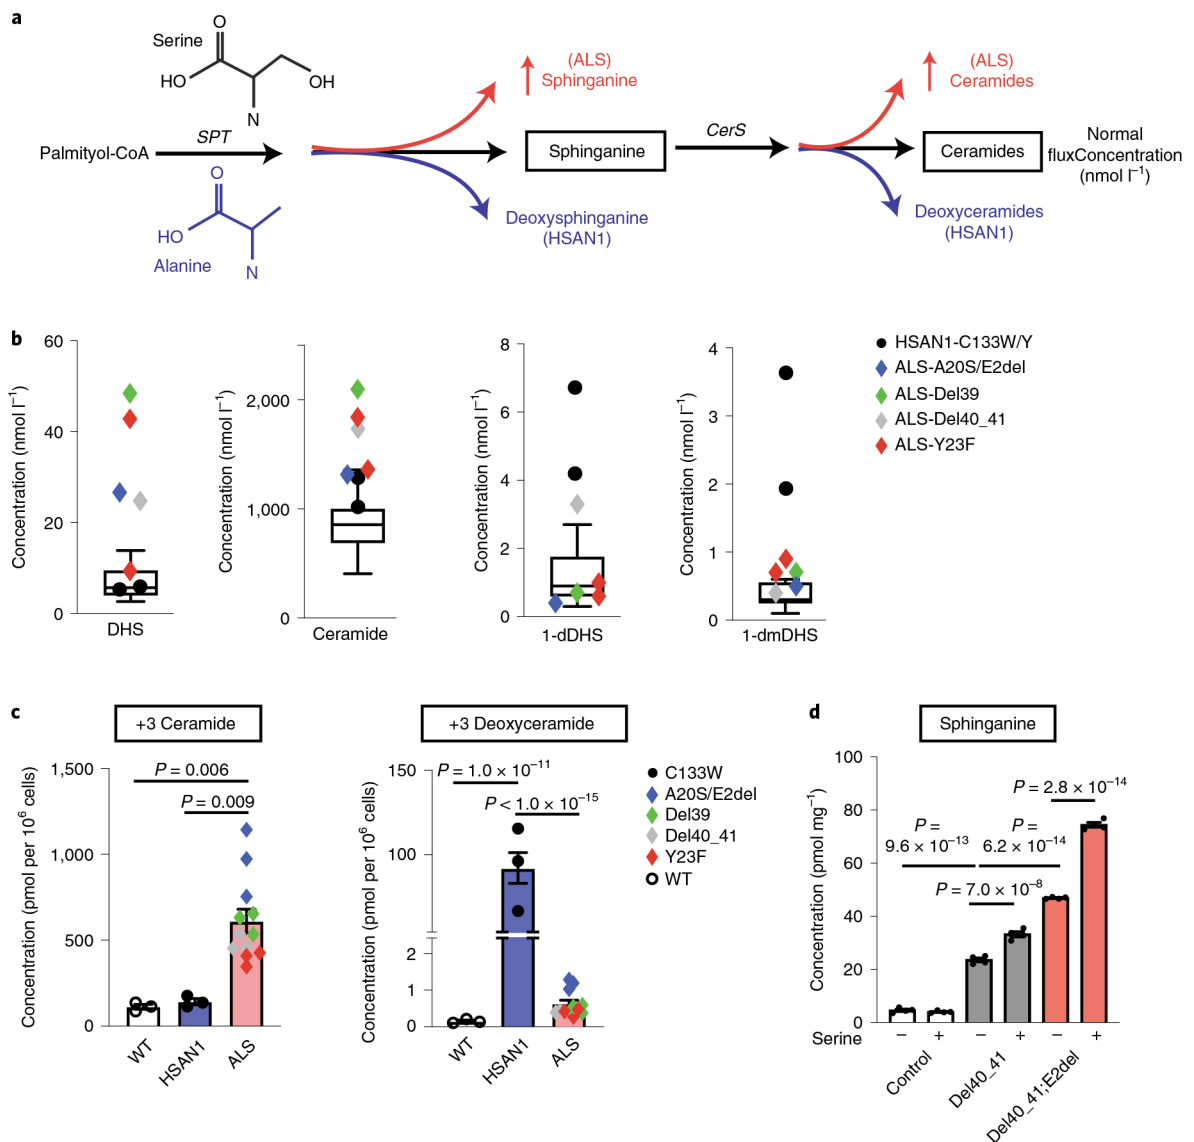 a
Serine
O
HO
OH
N
Palmityol-CoA
SPT
O
HO
Alanine
N
(ALS)
Sphinganine
Sphinganine
Deoxysphinganine
(HSAN1)
CerS
(ALS)
Ceramides
Ceramides
Deoxyceramides
(HSAN1)
Normal
fluxConcentration
(nmol l⁻¹)
b
Concentration (nmol l⁻¹)
60
40
20
0
DHS
Concentration (nmol l⁻¹)
2,000
1,000
0
Ceramide
Concentration (nmol l⁻¹)
8
6
4
2
0
1-dDHS
Concentration (nmol l⁻¹)
4
3
2
1
0
1-dmDHS
HSAN1-C133W/Y
ALS-A20S/E2del
ALS-Del39
ALS-Del40_41
ALS-Y23F
c
+3 Ceramide
Concentration (pmol per 10⁶ cells)
1,500
1,000
500
0
P = 0.006
P = 0.009
WT
HSAN1
ALS
+3 Deoxyceramide
Concentration (pmol per 10⁶ cells)
150
100
2
1
0
P = 1.0 × 10⁻¹¹
P < 1.0 × 10⁻¹⁵
WT
HSAN1
ALS
C133W
A20S/E2del
Del39
Del40_41
Y23F
WT
d
Sphinganine
Concentration (pmol mg⁻¹)
100
80
60
40
20
0
P = 2.8 × 10⁻¹⁴
P =
9.6 × 10⁻¹³
P =
6.2 × 10⁻¹⁴
P = 7.0 × 10⁻⁸
Serine
– + – + – +
Control
Del40_41
Del40_41;E2del